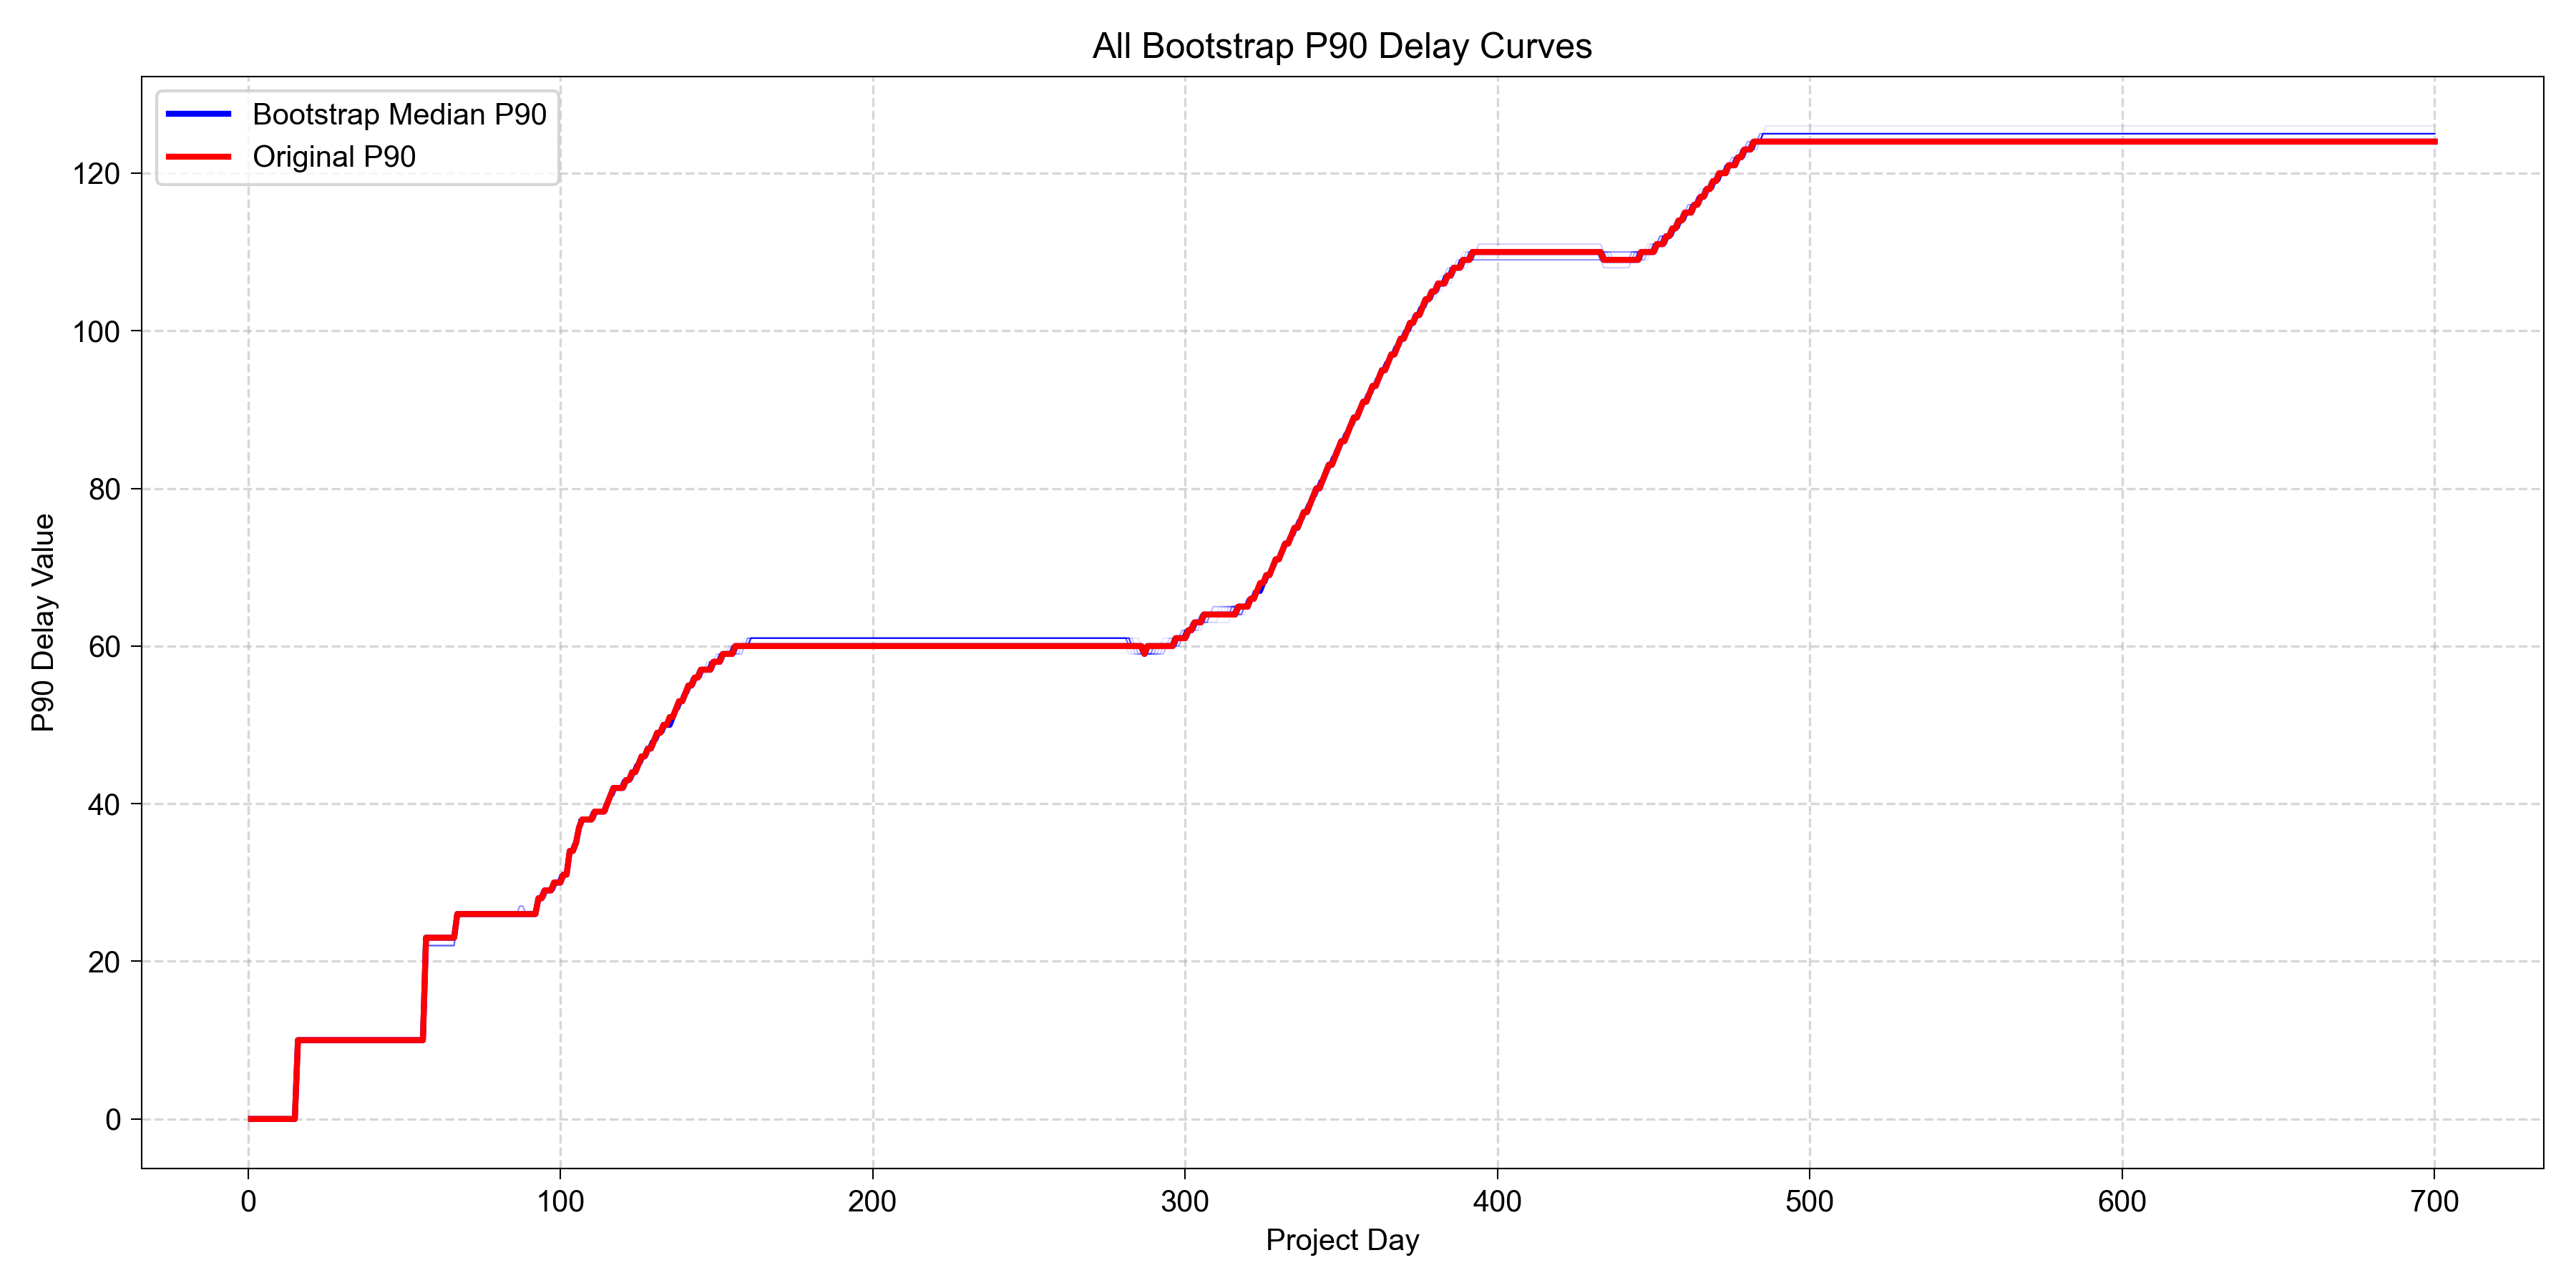 All Bootstrap P90 Delay Curves
Bootstrap Median P90
Original P90
P90 Delay Value
120
100
80
60
40
20
0
0 100 200 300 400 500 600 700
Project Day